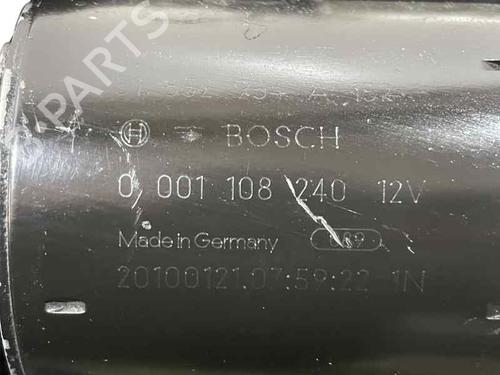 PARTS
BOSCH
0 001 108 240 12V
Made in Germany
20100121.07:59:22 1N